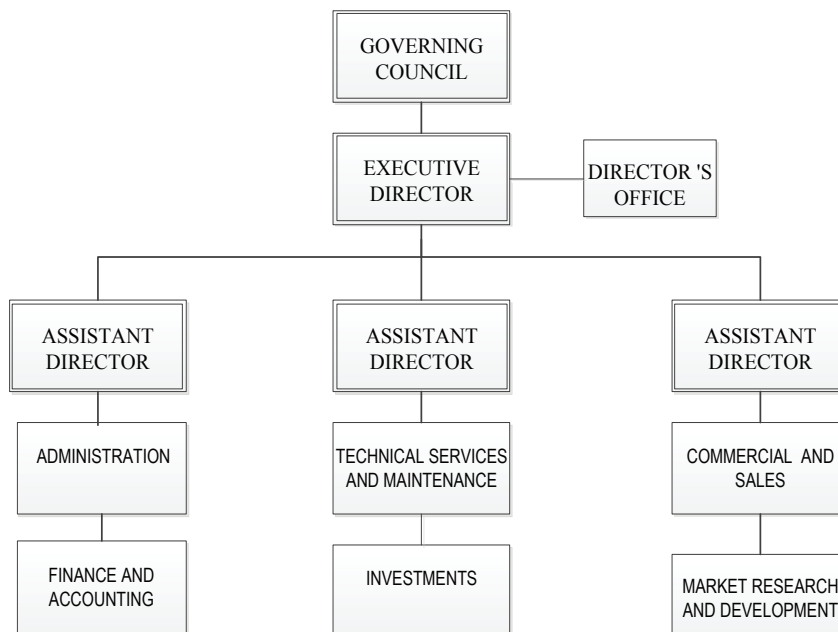 GOVERNING
COUNCIL
EXECUTIVE
DIRECTOR
DIRECTOR 'S
OFFICE
ASSISTANT
DIRECTOR
ASSISTANT
DIRECTOR
ASSISTANT
DIRECTOR
ADMINISTRATION
TECHNICAL SERVICES
AND MAINTENANCE
COMMERCIAL AND
SALES
FINANCE AND
ACCOUNTING
INVESTMENTS
MARKET RESEARCH
AND DEVELOPMENT